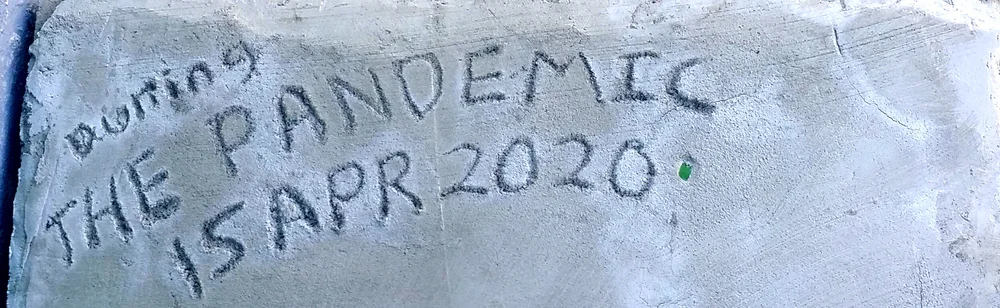 During
THE PANDEMIC
15 APR 2020